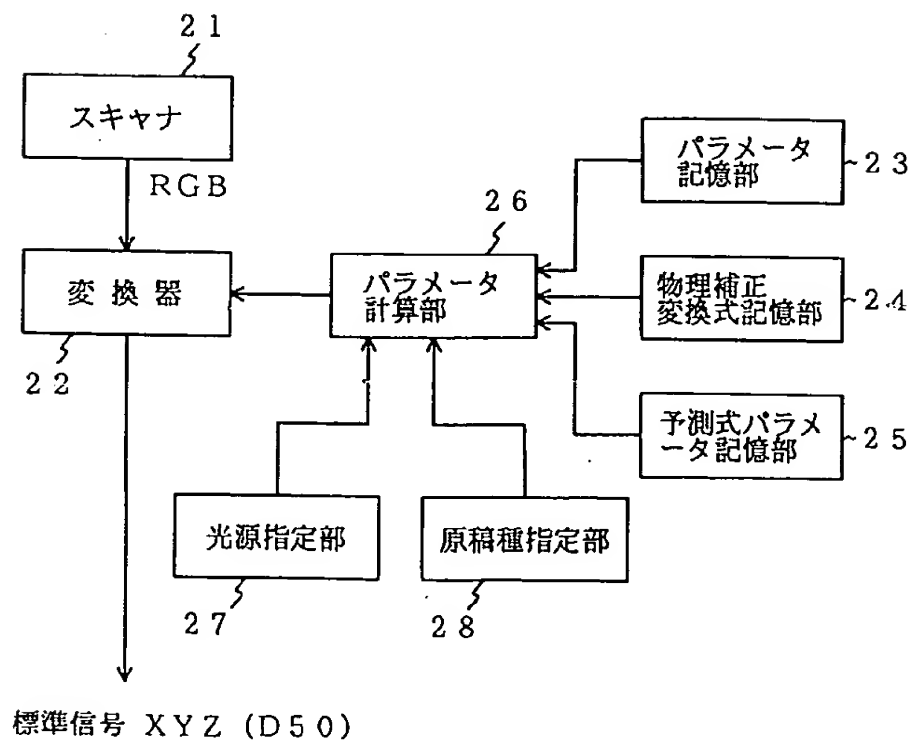 21
スキャナ
RGB
変換器
22
26
パラメータ
計算部
パラメータ
記憶部
23
物理補正
変換式記憶部
24
予測式パラメ
ータ記憶部
25
光源指定部
27
原稿種指定部
28
標準信号 XYZ (D50)